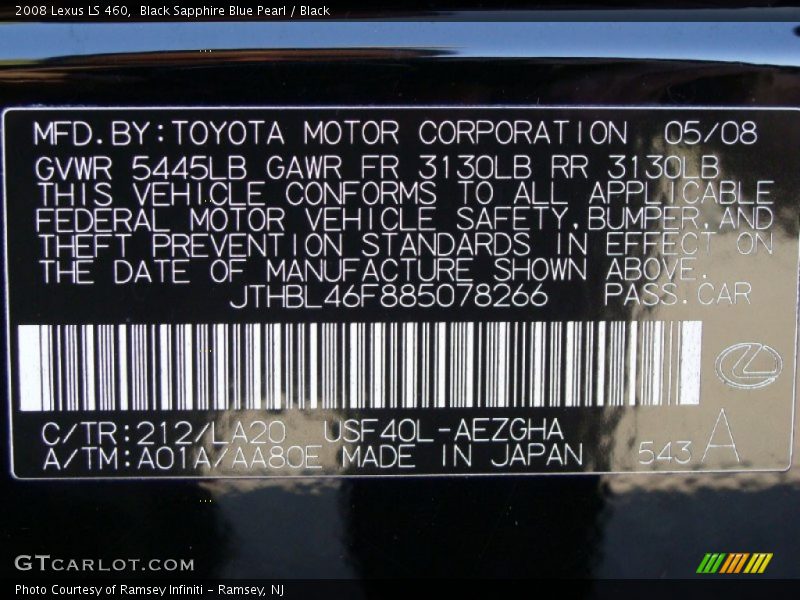 2008 Lexus LS 460,  Black Sapphire Blue Pearl / Black
MFD.BY:TOYOTA MOTOR CORPORATION 05/08
GVWR 5445LB GAWR FR 3130LB RR 3130LB
THIS VEHICLE CONFORMS TO ALL APPLICABLE
FEDERAL MOTOR VEHICLE SAFETY,BUMPER,AND
THEFT PREVENTION STANDARDS IN EFFECT ON
THE DATE OF MANUFACTURE SHOWN ABOVE.
JTHBL46F885078266 PASS.CAR
C/TR:212/LA20 USF40L-AEZGHA
A/TM:A01A/AA80E MADE IN JAPAN 543 A
GTCARLOT.COM
Photo Courtesy of Ramsey Infiniti - Ramsey, NJ